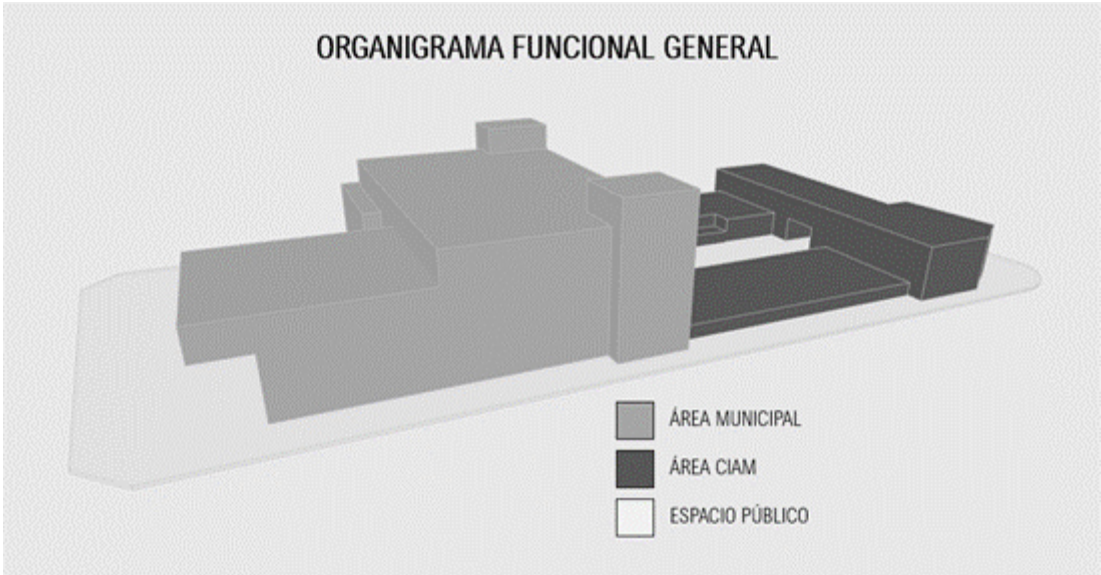 ORGANIGRAMA FUNCIONAL GENERAL
ÁREA MUNICIPAL
ÁREA CIAM
ESPACIO PÚBLICO